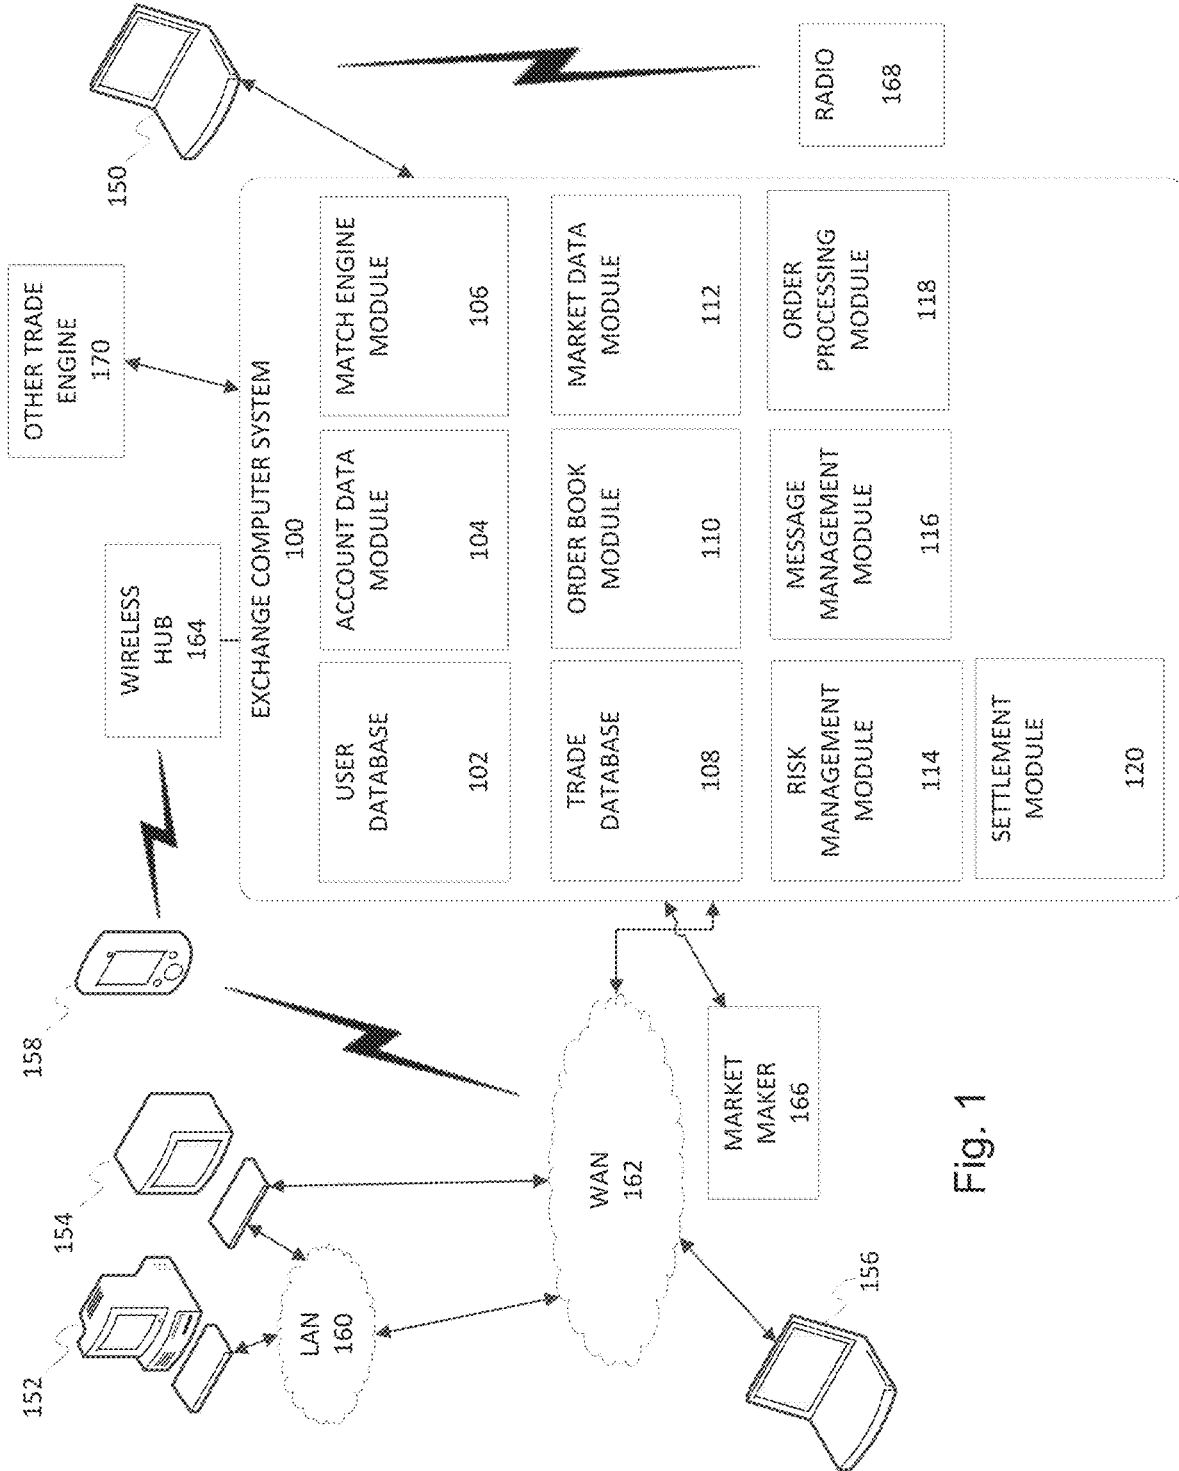 152
154
158
WIRELESS
HUB
164
OTHER TRADE
ENGINE
170
150
LAN
160
EXCHANGE COMPUTER SYSTEM
100
USER
DATABASE
102
ACCOUNT DATA
MODULE
104
MATCH ENGINE
MODULE
106
WAN
162
TRADE
DATABASE
108
ORDER BOOK
MODULE
110
MARKET DATA
MODULE
112
MARKET
MAKER
166
RISK
MANAGEMENT
MODULE
114
MESSAGE
MANAGEMENT
MODULE
116
ORDER
PROCESSING
MODULE
118
RADIO
168
156
SETTLEMENT
MODULE
120
Fig. 1